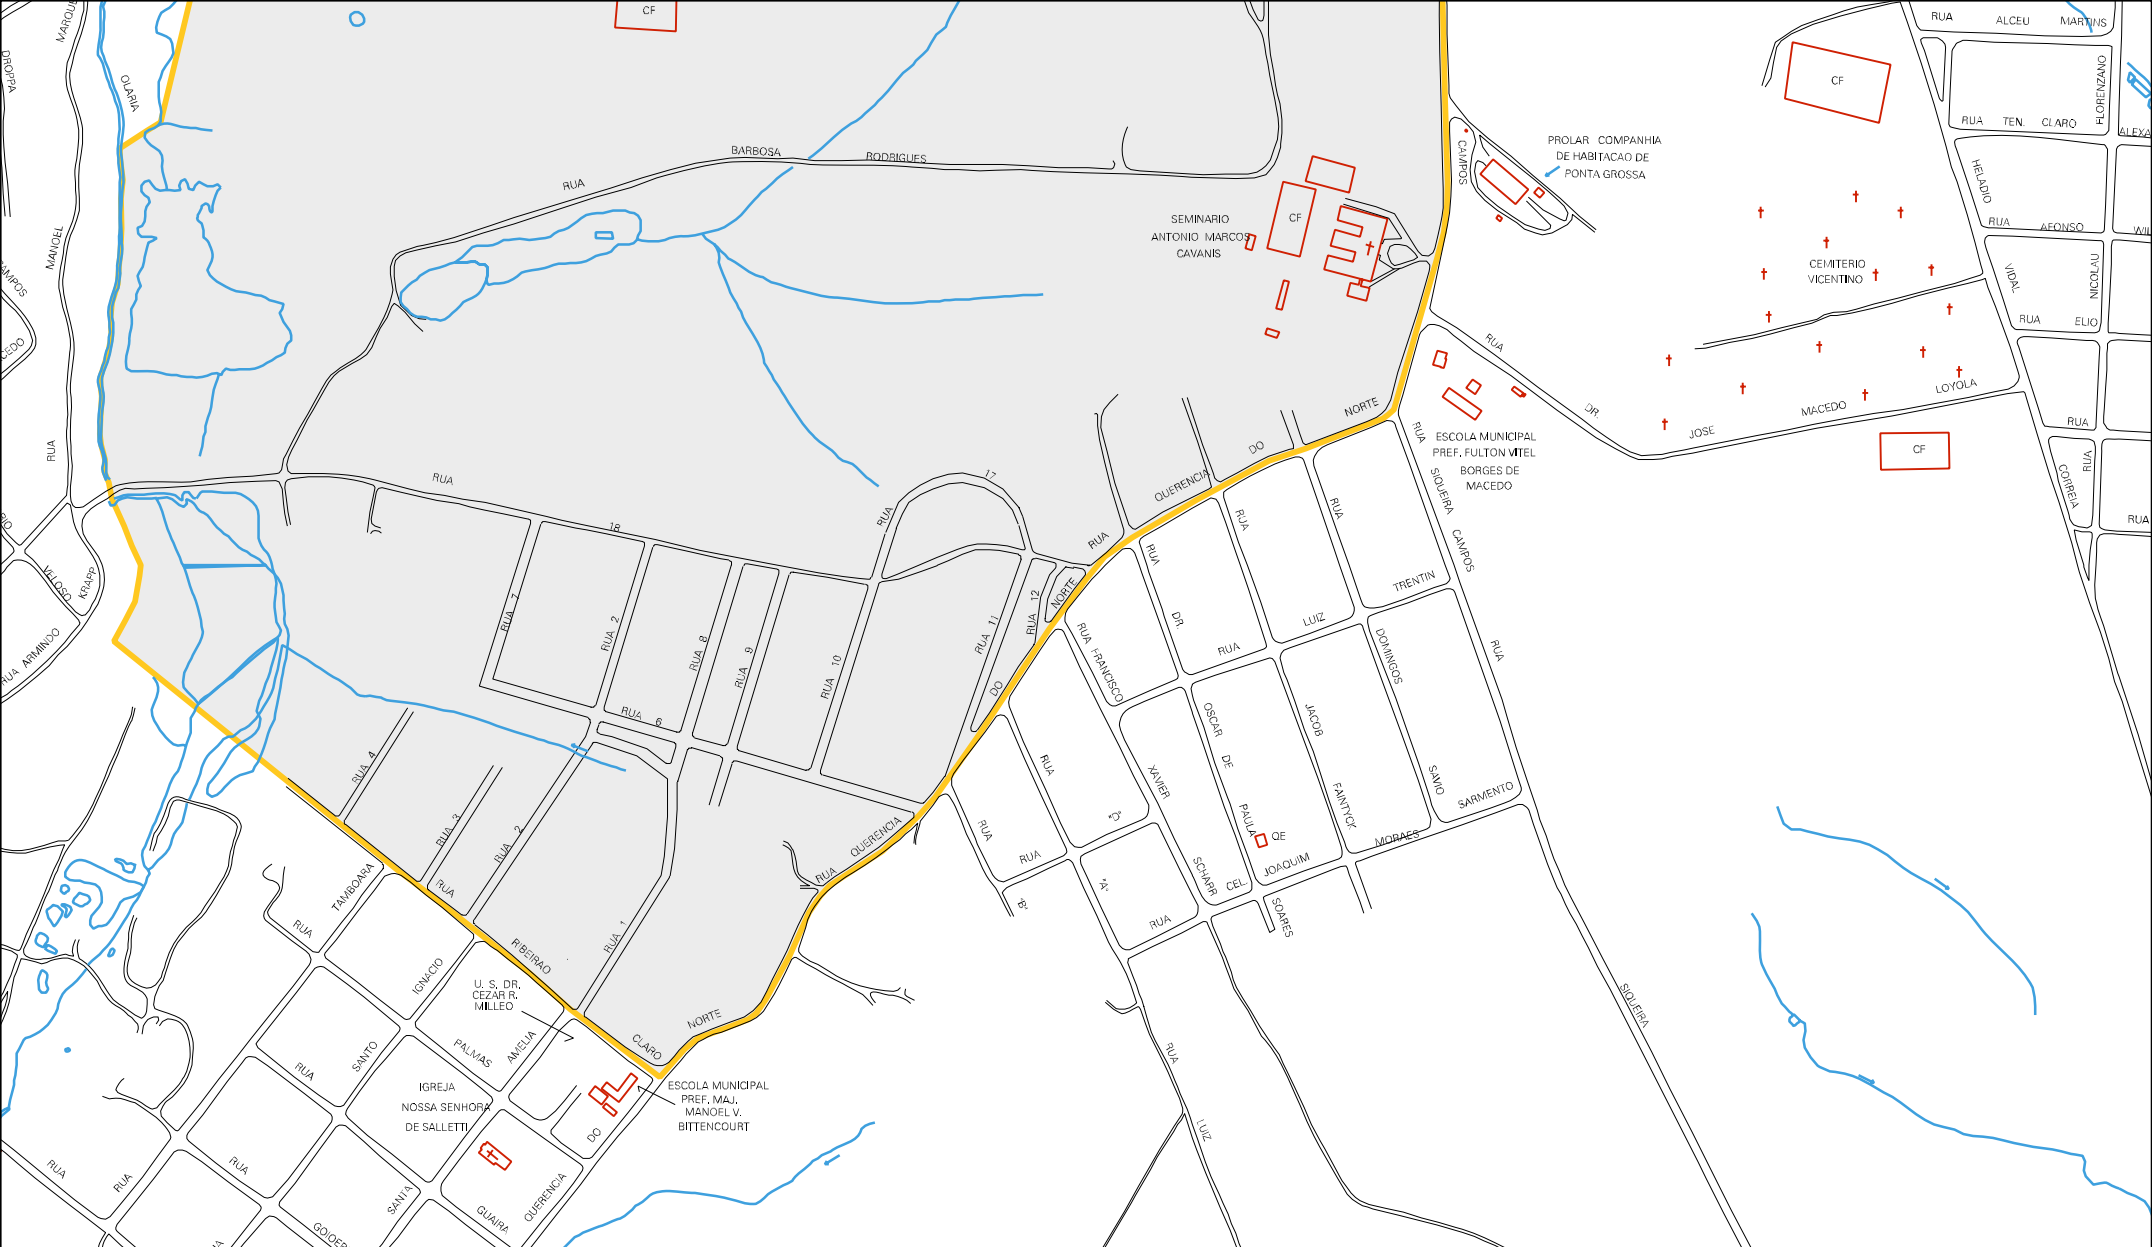 CF
RUA ALCEU MARTINS
MARQUE
DROPPA
OLARIA
CF
FLORENZANO
RUA TEN. CLARO
ALEXA
PROLAR COMPANHIA
DE HABITACAO DE
PONTA GROSSA
CAMPOS
BARBOSA RODRIGUES
RUA
HELADIO
SEMINARIO
ANTONIO MARCOS
CAVANIS
CF
RUA AFONSO
WIL
MANOEL
CEMITERIO
VICENTINO
VIDAL
NICOLAU
AMPOS
RUA ELIO
CEDO
RUA
DR.
JOSE
MACEDO
LOYOLA
NORTE
DO
QUERENCIA
RUA
RUA
SIQUEIRA
CAMPOS
RUA
ESCOLA MUNICIPAL
PREF. FULTON VITEL
BORGES DE
MACEDO
CF
RUA
RUA
CORREIA
RUA
RUA
RUA
18
RUA
17
RIO
VELOSO
KRAPP
RUA ARMINDO
RUA 7
RUA 2
RUA 8
RUA 9
RUA 10
RUA 11
RUA 12
NORTE
DO
RUA
RUA
RUA
DR.
RUA
LUIZ
TRENTIN
RUA FRANCISCO
DOMINGOS
OSCAR
DE
PAULA
JACOB
FAINTYCK
SAVIO
SARMENTO
MORAES
JOAQUIM
CEL.
QE
XAVIER
SCHARR
SOARES
RUA
"D"
RUA
RUA
"A"
"B"
RUA
RUA 6
RUA 4
RUA 3
RUA 2
RUA 1
QUERENCIA
RUA
NORTE
RUA
RIBEIRAO
CLARO
TAMBOARA
RUA
IGNACIO
U. S. DR.
CEZAR R.
MILLEO
PALMAS
AMELIA
SANTO
RUA
IGREJA
NOSSA SENHORA
DE SALLETTI
ESCOLA MUNICIPAL
PREF. MAJ.
MANOEL V.
BITTENCOURT
DO
QUERENCIA
GUAIRA
SANTA
RUA
RUA
RUA
GOIOER
RUA
LUIZ
SIQUEIRA